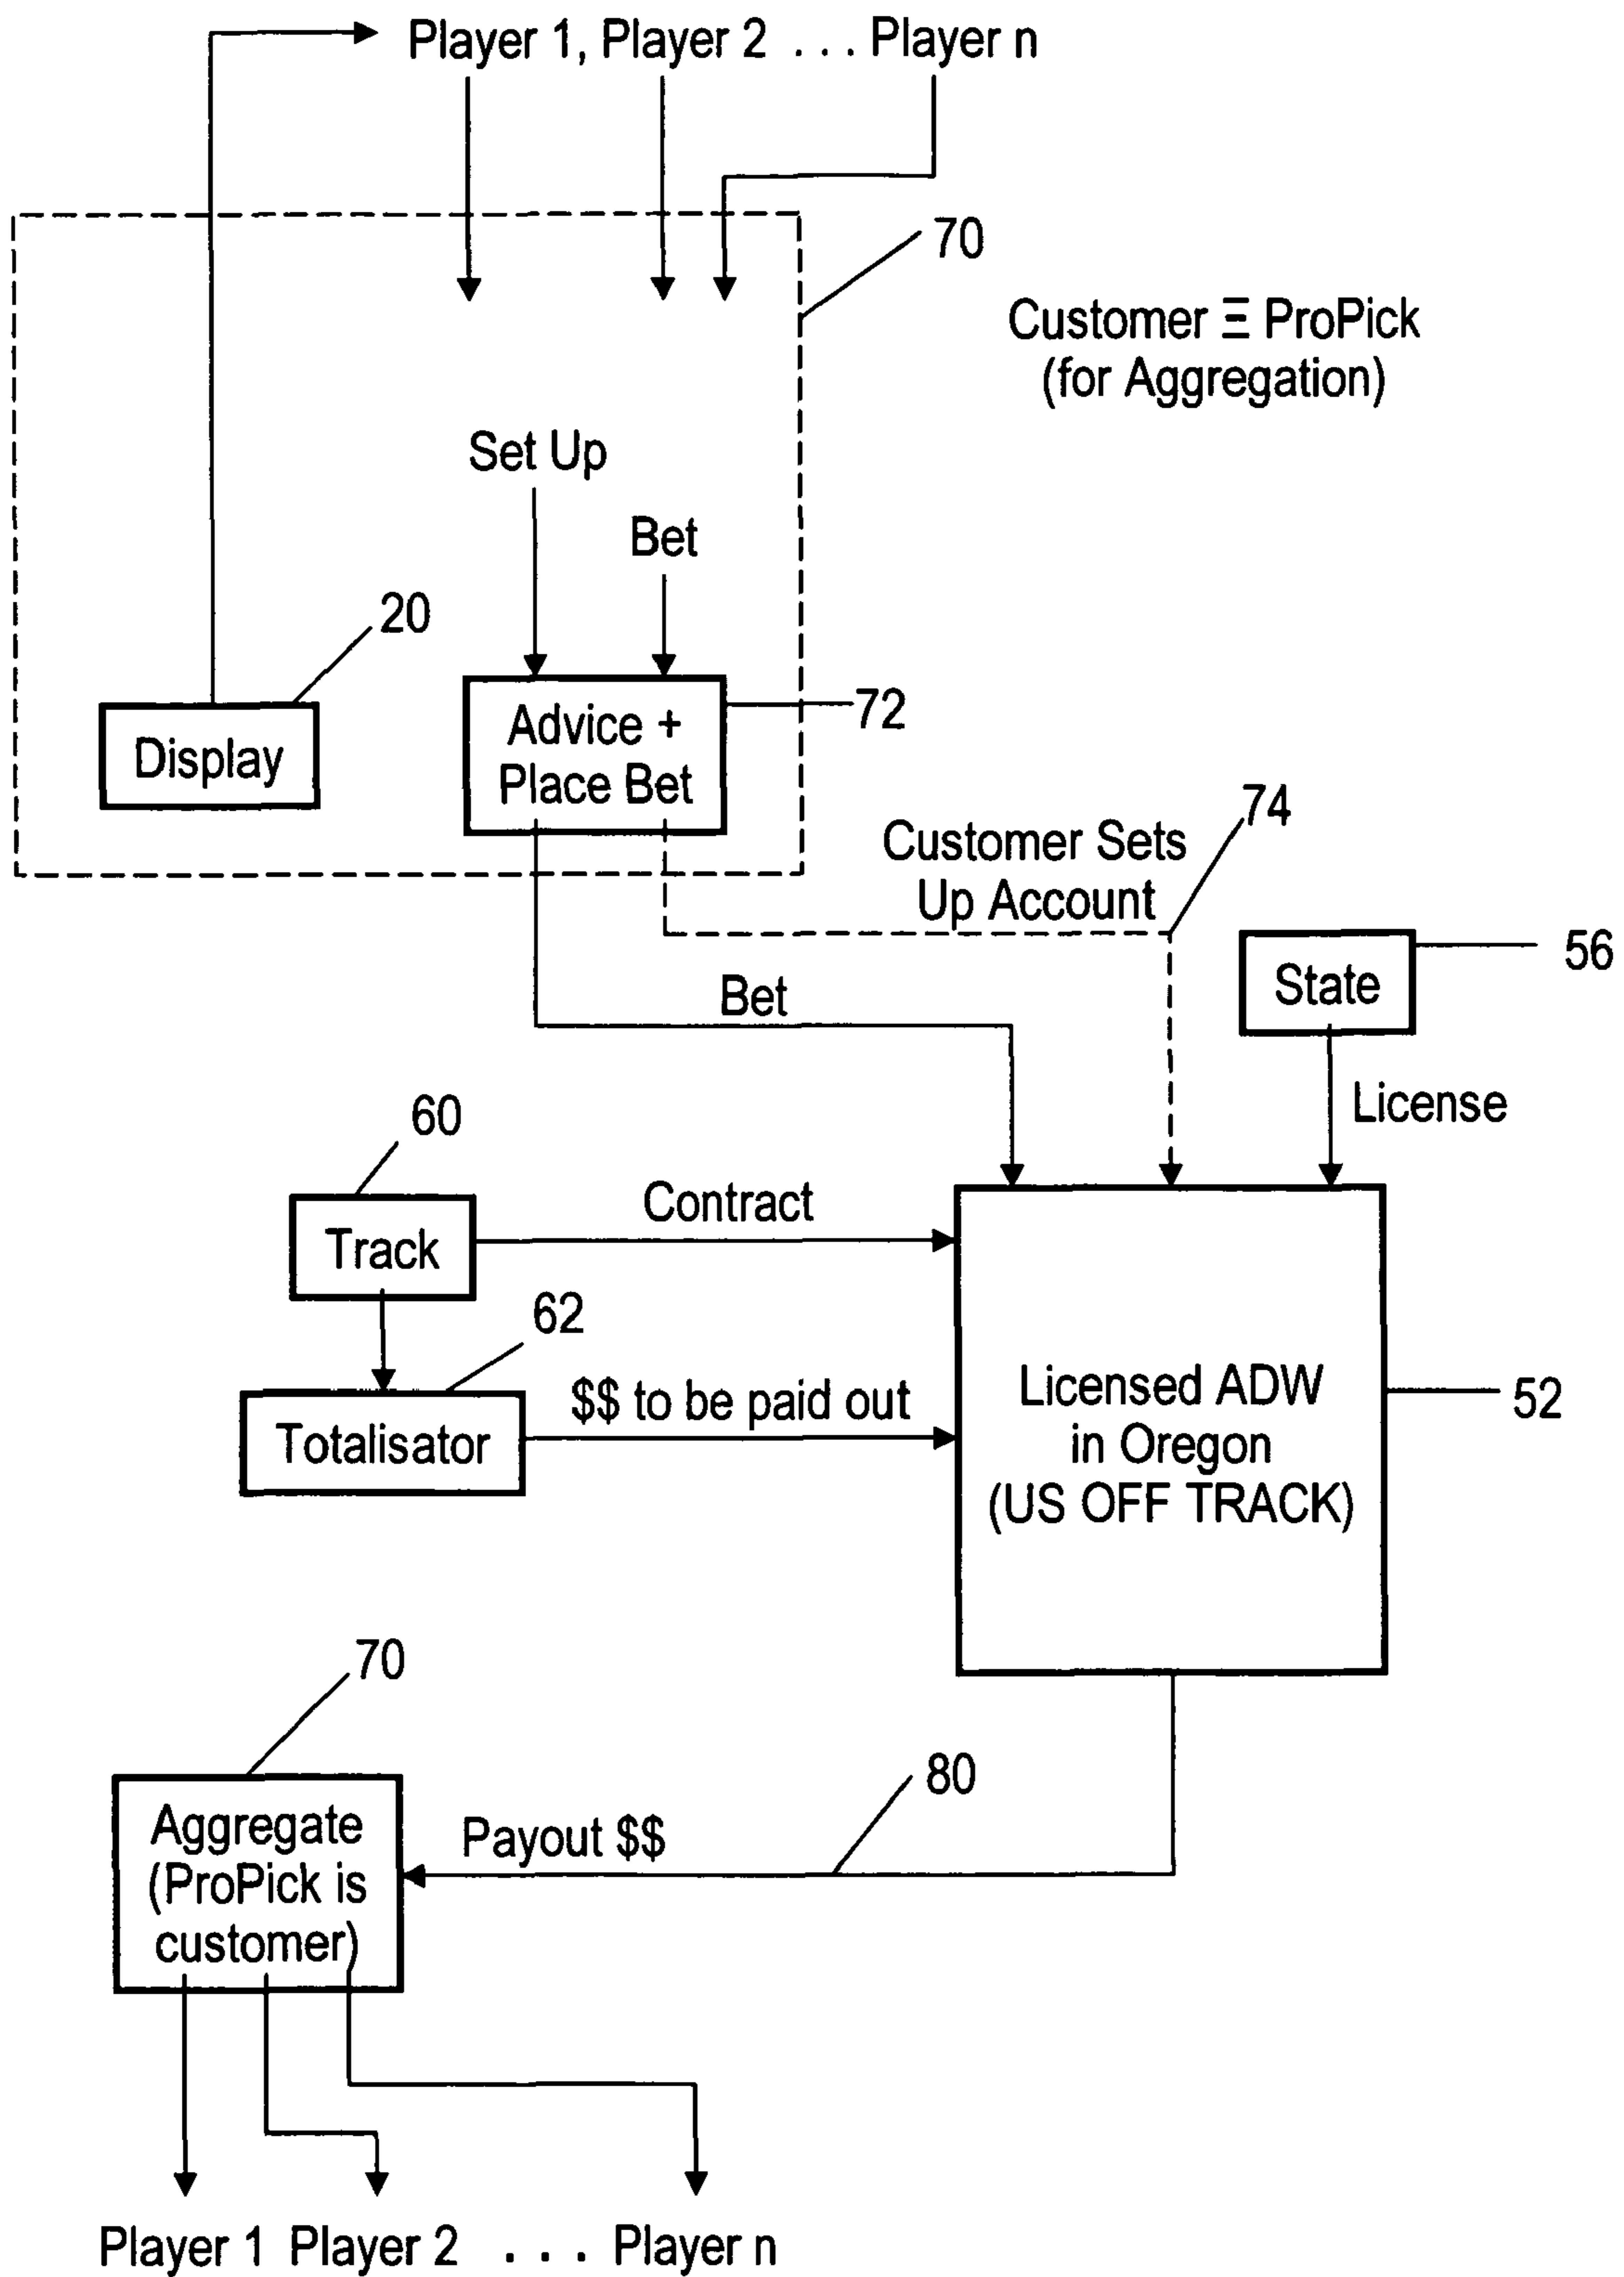 Player 1, Player 2 . . . Player n
70
Customer Ξ ProPick
(for Aggregation)
Set Up
Bet
20
Display
Advice +
Place Bet
72
74
Customer Sets
Up Account
56
State
Bet
License
60
Track
Contract
62
Totalisator
$$ to be paid out
Licensed ADW
in Oregon
(US OFF TRACK)
52
70
Aggregate
(ProPick is
customer)
Payout $$
80
Player 1 Player 2 . . . Player n